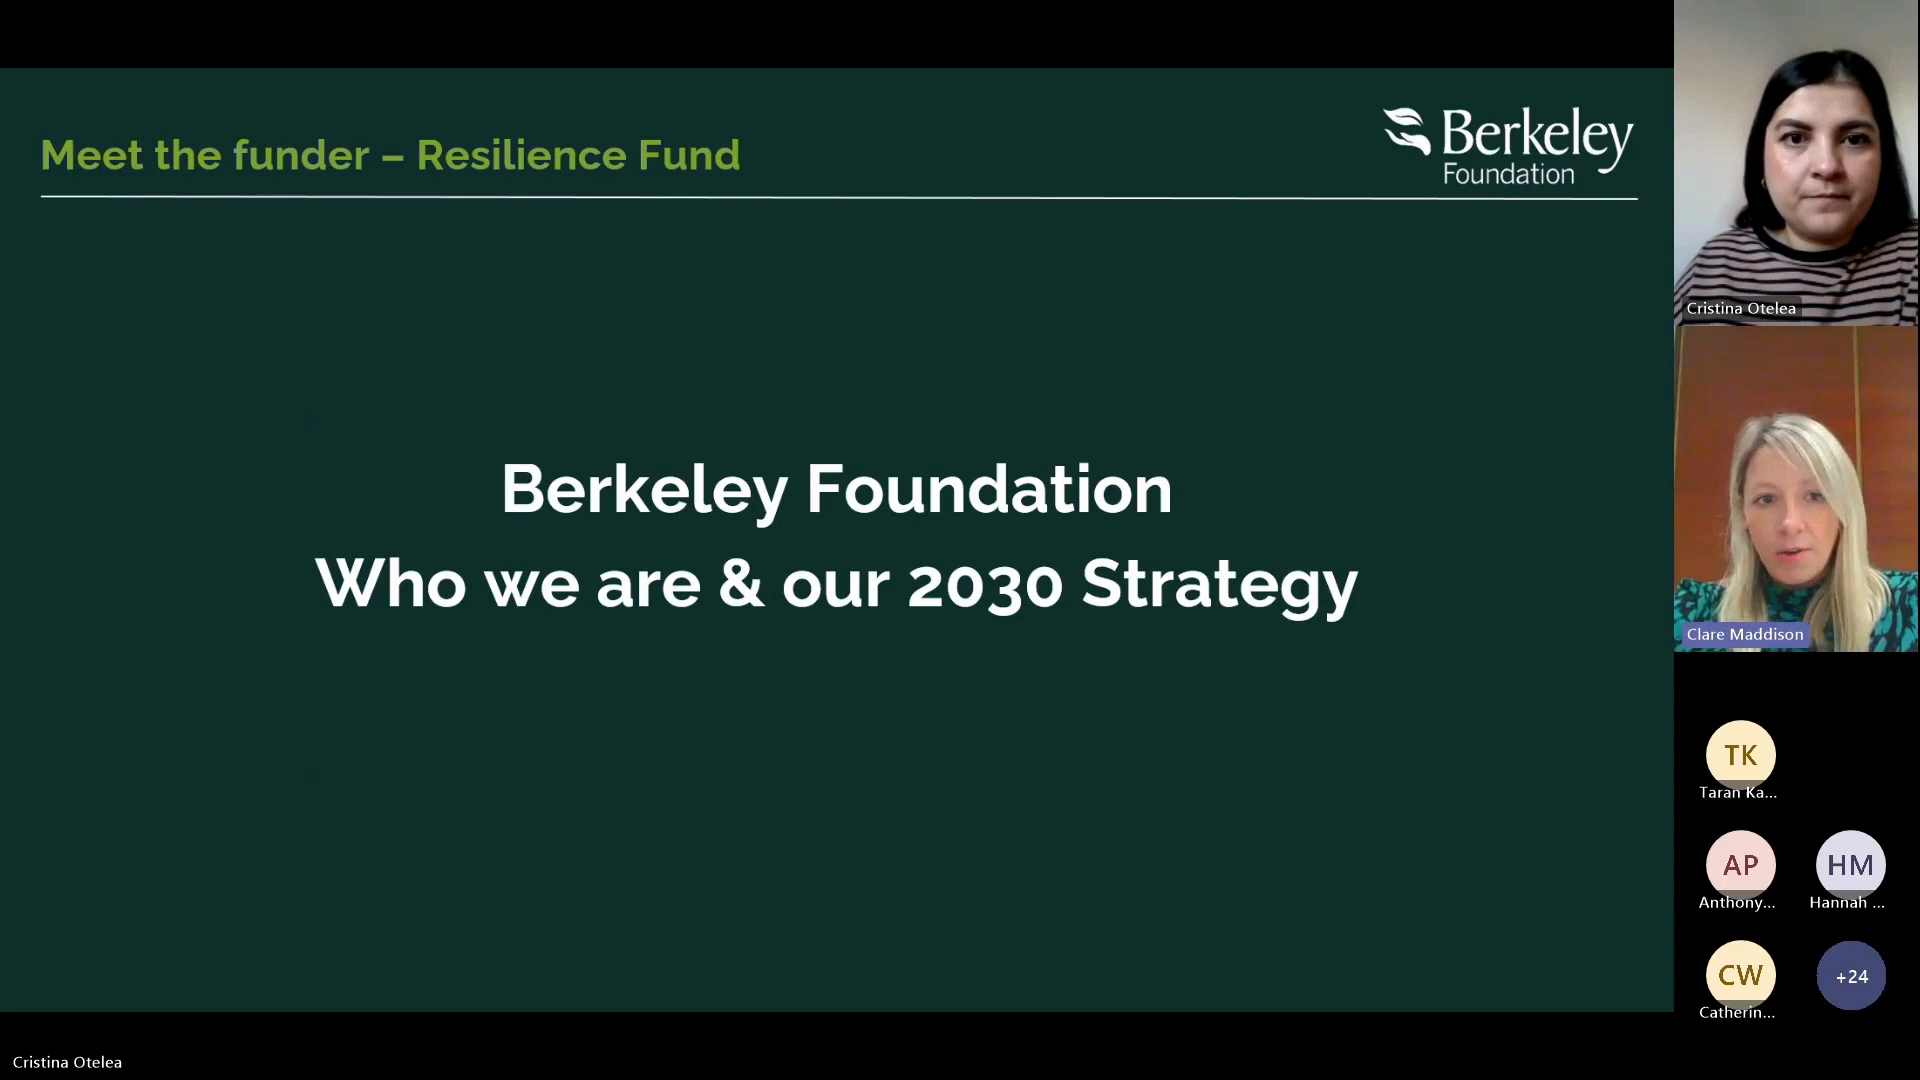 Meet the funder – Resilience Fund
Berkeley
Foundation
Berkeley Foundation
Who we are & our 2030 Strategy
Cristina Otelea
Clare Maddison
TK
Taran Ka...
AP
Anthony...
HM
Hannah ...
CW
Catherin...
+24
Cristina Otelea